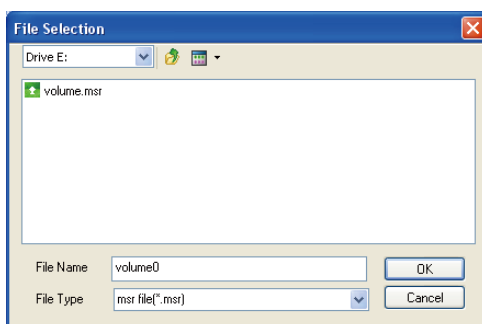 File Selection
Drive E:
volume.msr
File Name volume0 OK
File Type msr file(*.msr) Cancel